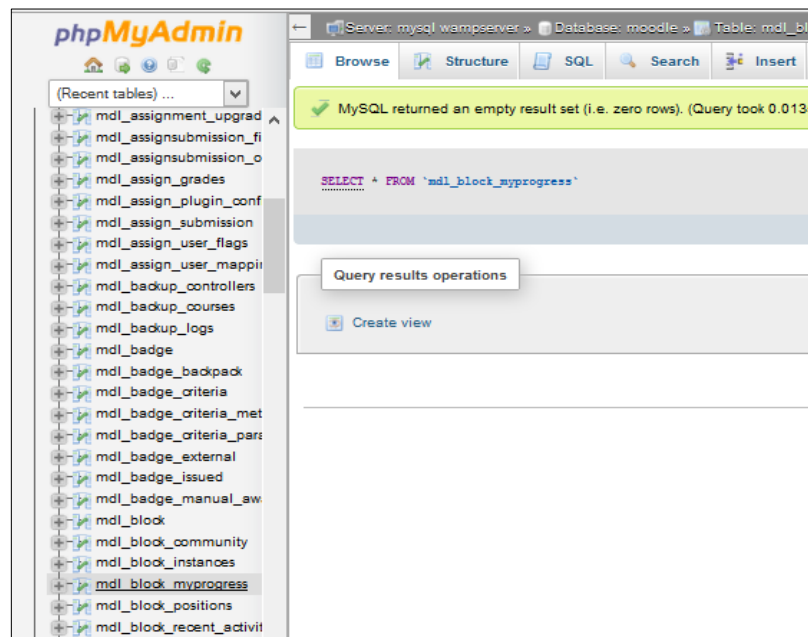 phpMyAdmin
(Recent tables) ...
mdl_assignment_upgrad
mdl_assignsubmission_fi
mdl_assignsubmission_o
mdl_assign_grades
mdl_assign_plugin_conf
mdl_assign_submission
mdl_assign_user_flags
mdl_assign_user_mappin
mdl_backup_controllers
mdl_backup_courses
mdl_backup_logs
mdl_badge
mdl_badge_backpack
mdl_badge_criteria
mdl_badge_criteria_met
mdl_badge_criteria_para
mdl_badge_external
mdl_badge_issued
mdl_badge_manual_aw
mdl_block
mdl_block_community
mdl_block_instances
mdl_block_myprogress
mdl_block_positions
mdl_block_recent_activit
Server: mysql wampserver » Database: moodle » Table: mdl_bl
Browse Structure SQL Search Insert
MySQL returned an empty result set (i.e. zero rows). (Query took 0.013
SELECT * FROM `mdl_block_myprogress`
Query results operations
Create view